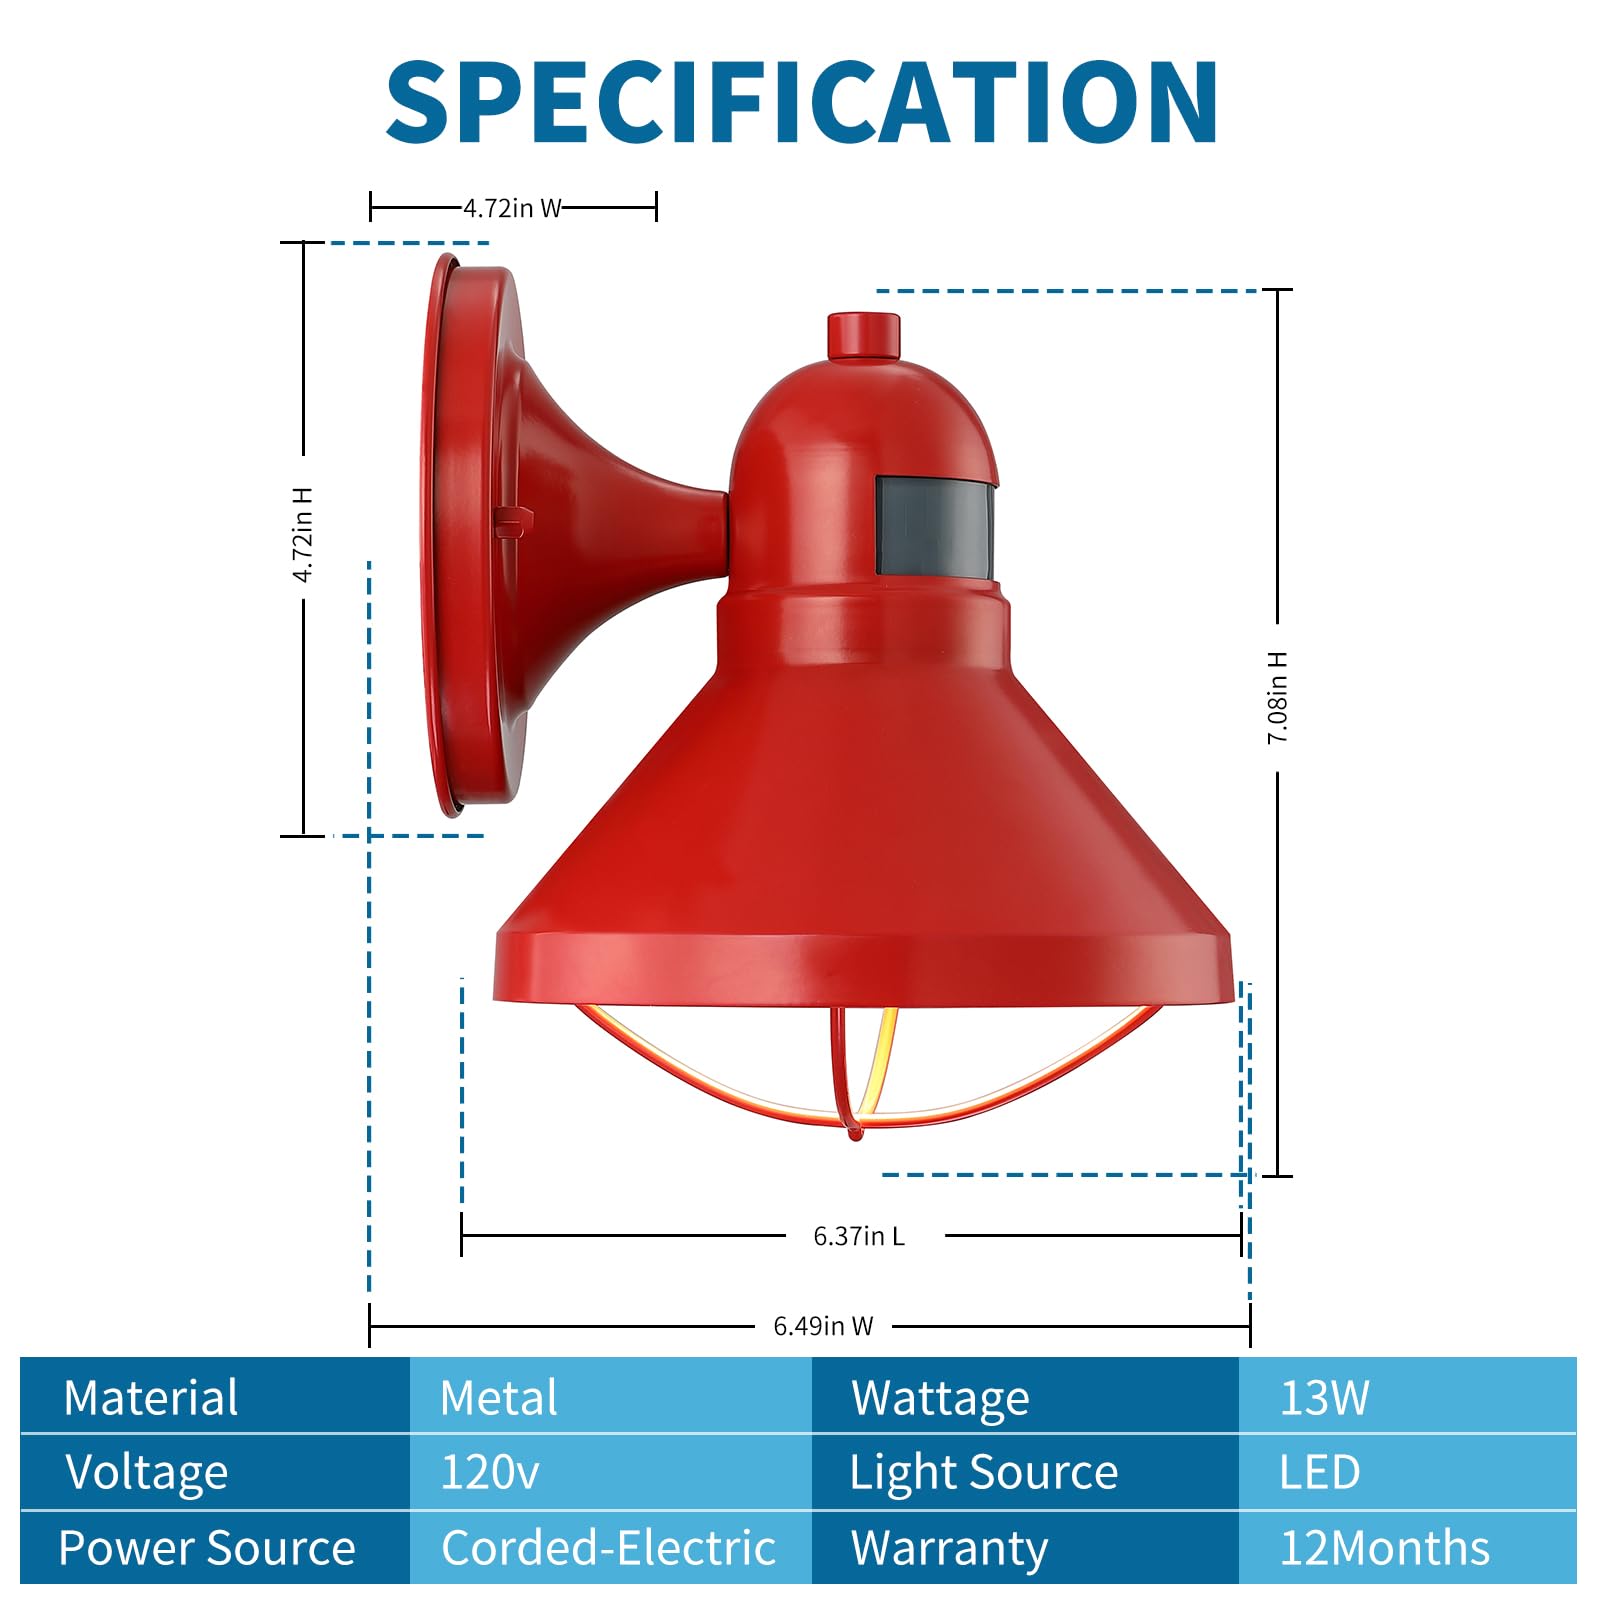 SPECIFICATION
4.72in W
4.72in H
7.08in H
6.37in L
6.49in W
Material Metal Wattage 13W
Voltage 120v Light Source LED
Power Source Corded-Electric Warranty 12Months